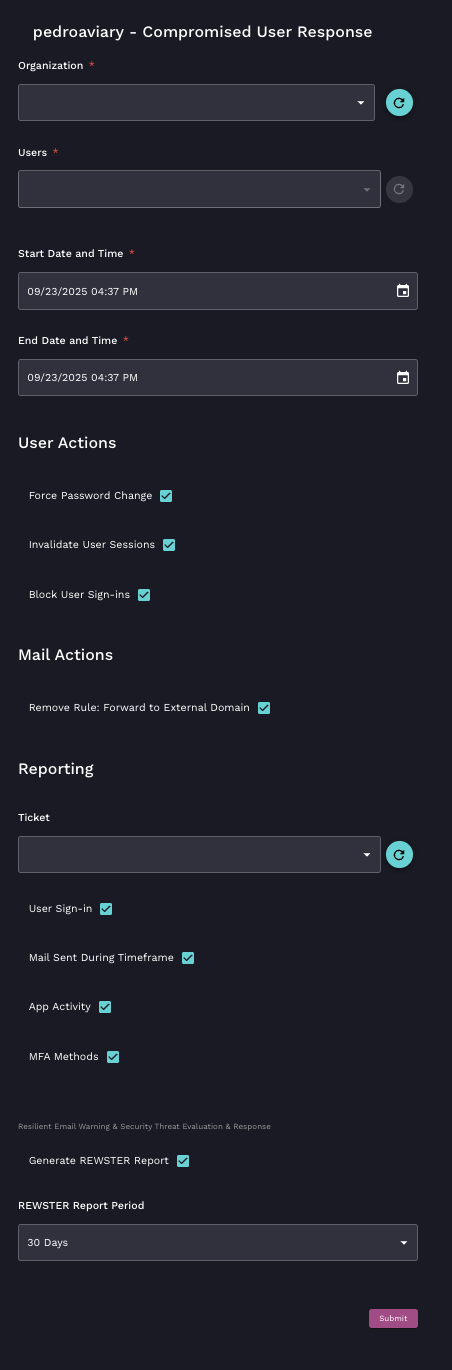 pedroaviary - Compromised User Response
Organization *
Users *
Start Date and Time *
09/23/2025 04:37 PM
End Date and Time *
09/23/2025 04:37 PM
User Actions
Force Password Change
Invalidate User Sessions
Block User Sign-ins
Mail Actions
Remove Rule: Forward to External Domain
Reporting
Ticket
User Sign-in
Mail Sent During Timeframe
App Activity
MFA Methods
Resilient Email Warning & Security Threat Evaluation & Response
Generate REWSTER Report
REWSTER Report Period
30 Days
Submit